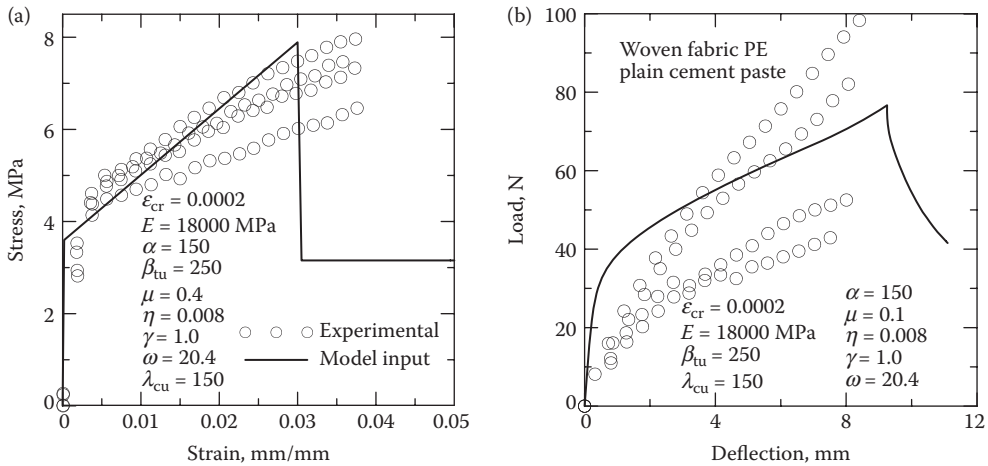 (a)
8
6
4
2
0
Stress, MPa
ε_cr = 0.0002
E = 18000 MPa
α = 150
β_tu = 250
μ = 0.4
η = 0.008
γ = 1.0
ω = 20.4
λ_cu = 150
Experimental
Model input
0 0.01 0.02 0.03 0.04 0.05
Strain, mm/mm
(b)
100
80
60
40
20
0
Load, N
Woven fabric PE
plain cement paste
ε_cr = 0.0002
E = 18000 MPa
β_tu = 250
λ_cu = 150
α = 150
μ = 0.1
η = 0.008
γ = 1.0
ω = 20.4
0 4 8 12
Deflection, mm